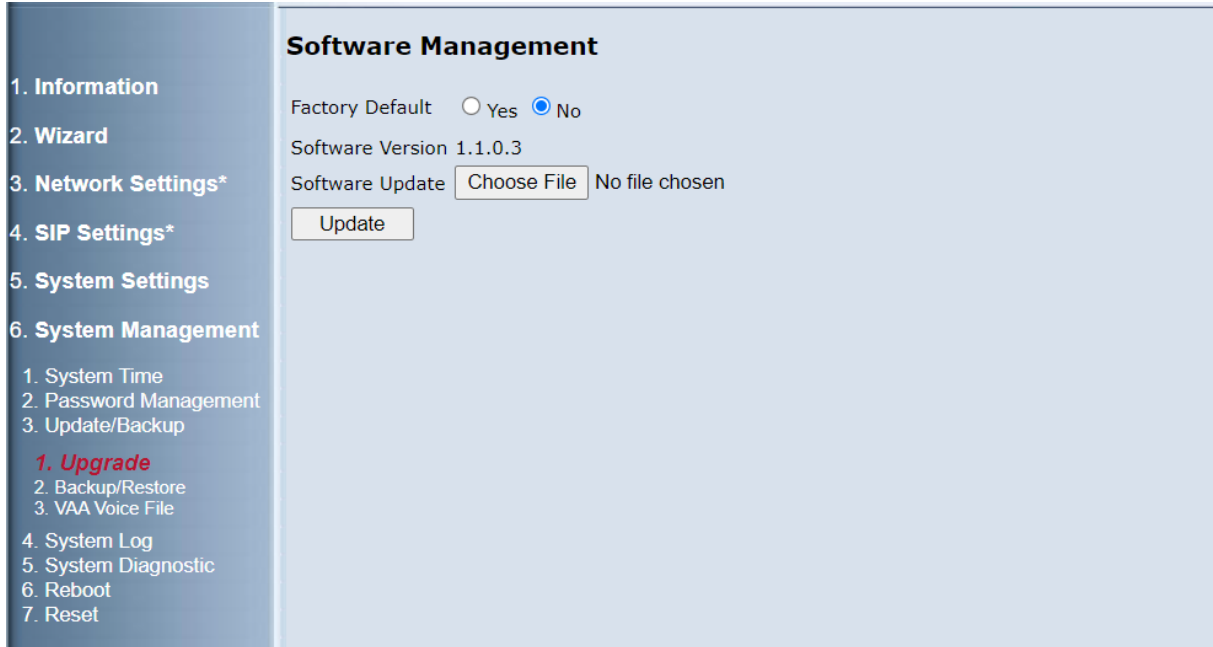 1. Information
2. Wizard
3. Network Settings*
4. SIP Settings*
5. System Settings
6. System Management
1. System Time
2. Password Management
3. Update/Backup
1. Upgrade
2. Backup/Restore
3. VAA Voice File
4. System Log
5. System Diagnostic
6. Reboot
7. Reset
Software Management
Factory Default Yes No
Software Version 1.1.0.3
Software Update Choose File No file chosen
Update